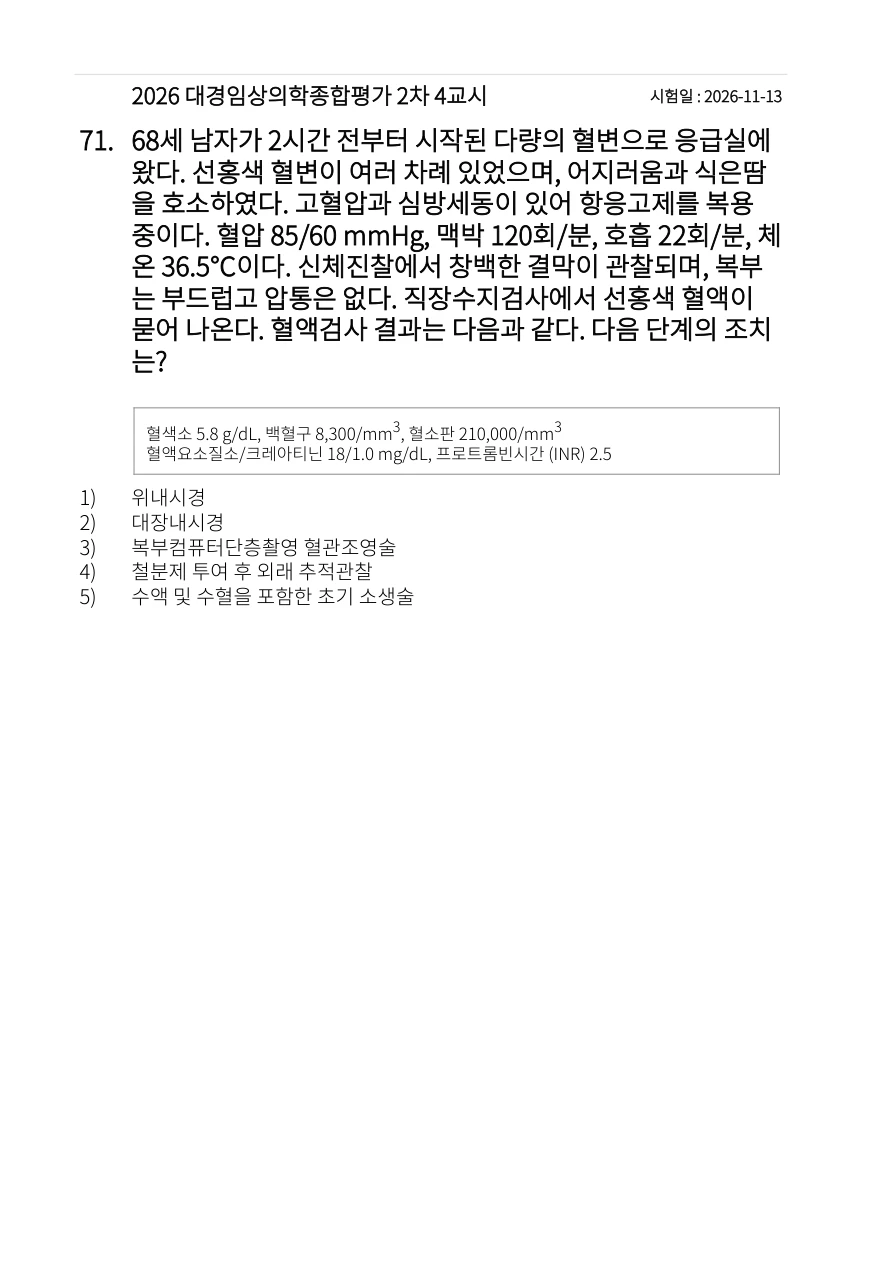 2026 대경임상의학종합평가 2차 4교시
시험일 : 2026-11-13
71. 68세 남자가 2시간 전부터 시작된 다량의 혈변으로 응급실에
왔다. 선홍색 혈변이 여러 차례 있었으며, 어지러움과 식은땀
을 호소하였다. 고혈압과 심방세동이 있어 항응고제를 복용
중이다. 혈압 85/60 mmHg, 맥박 120회/분, 호흡 22회/분, 체
온 36.5°C이다. 신체진찰에서 창백한 결막이 관찰되며, 복부
는 부드럽고 압통은 없다. 직장수지검사에서 선홍색 혈액이
묻어 나온다. 혈액검사 결과는 다음과 같다. 다음 단계의 조치
는?
혈색소 5.8 g/dL, 백혈구 8,300/mm³, 혈소판 210,000/mm³
혈액요소질소/크레아티닌 18/1.0 mg/dL, 프로트롬빈시간 (INR) 2.5
1) 위내시경
2) 대장내시경
3) 복부컴퓨터단층촬영 혈관조영술
4) 철분제 투여 후 외래 추적관찰
5) 수액 및 수혈을 포함한 초기 소생술